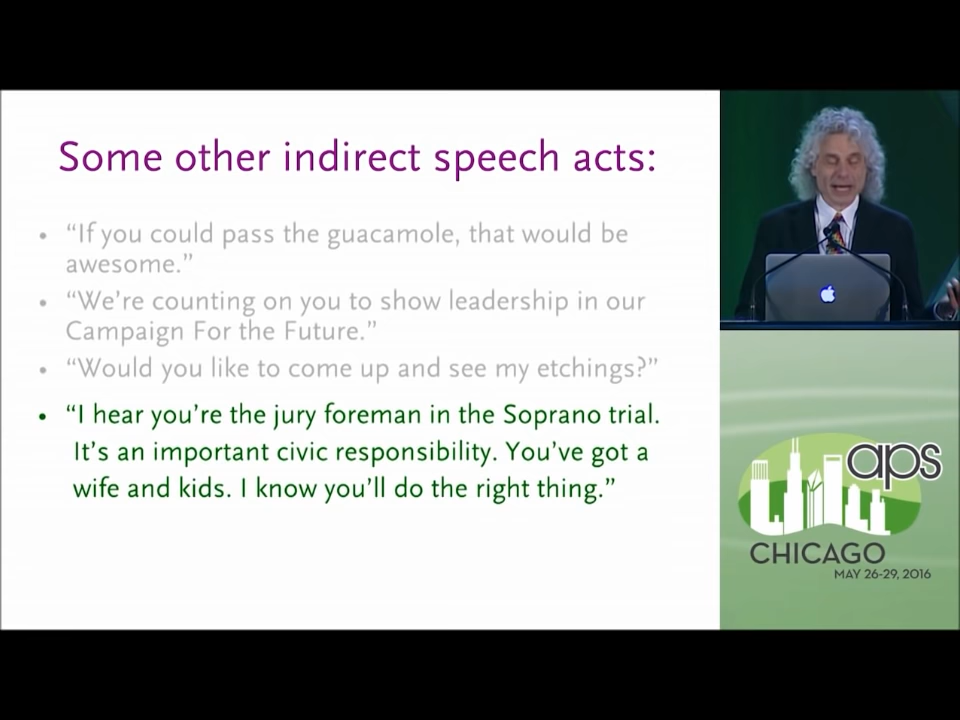 Some other indirect speech acts:
• “If you could pass the guacamole, that would be
awesome.”
• “We’re counting on you to show leadership in our
Campaign For the Future.”
• “Would you like to come up and see my etchings?”
• “I hear you’re the jury foreman in the Soprano trial.
It’s an important civic responsibility. You’ve got a
wife and kids. I know you’ll do the right thing.”
aps
CHICAGO
MAY 26-29, 2016